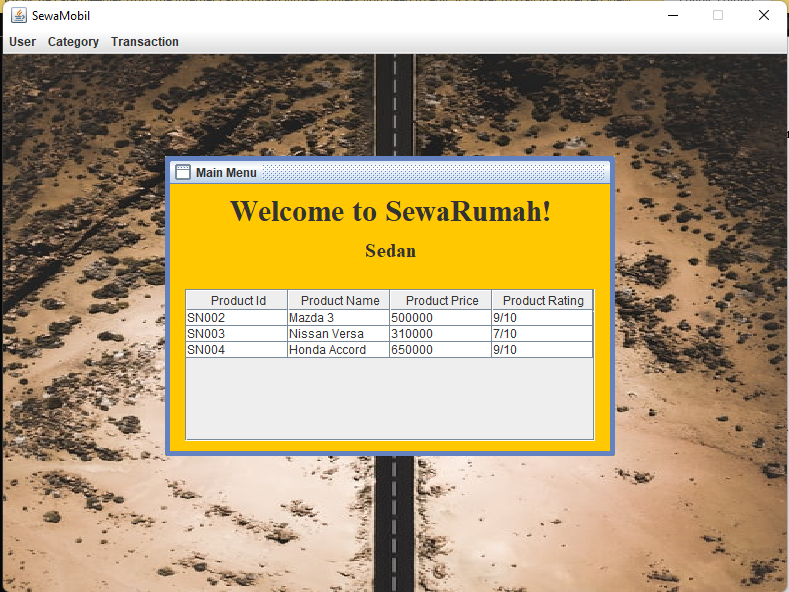 SewaMobil
User Category Transaction
Main Menu
Welcome to SewaRumah!
Sedan
Product Id Product Name Product Price Product Rating
SN002 Mazda 3 500000 9/10
SN003 Nissan Versa 310000 7/10
SN004 Honda Accord 650000 9/10